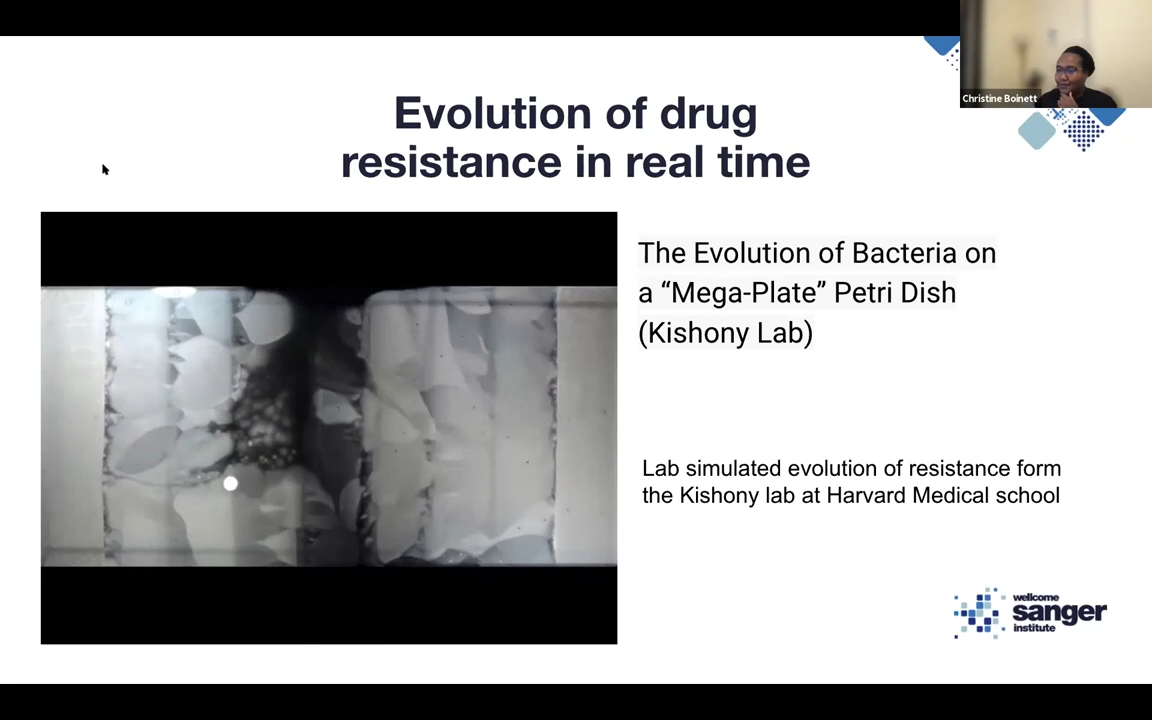 Christine Boinett
Evolution of drug
resistance in real time
The Evolution of Bacteria on
a “Mega-Plate” Petri Dish
(Kishony Lab)
Lab simulated evolution of resistance form
the Kishony lab at Harvard Medical school
wellcome
sanger
institute